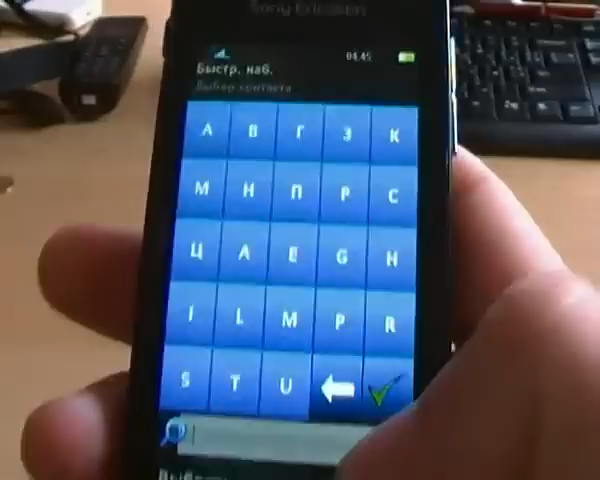 Sony Ericsson
04:45
Быстр. наб.
Выбор контакта
А В Г З К
М Н П Р С
Ц A E G H
I L M P R
S T U